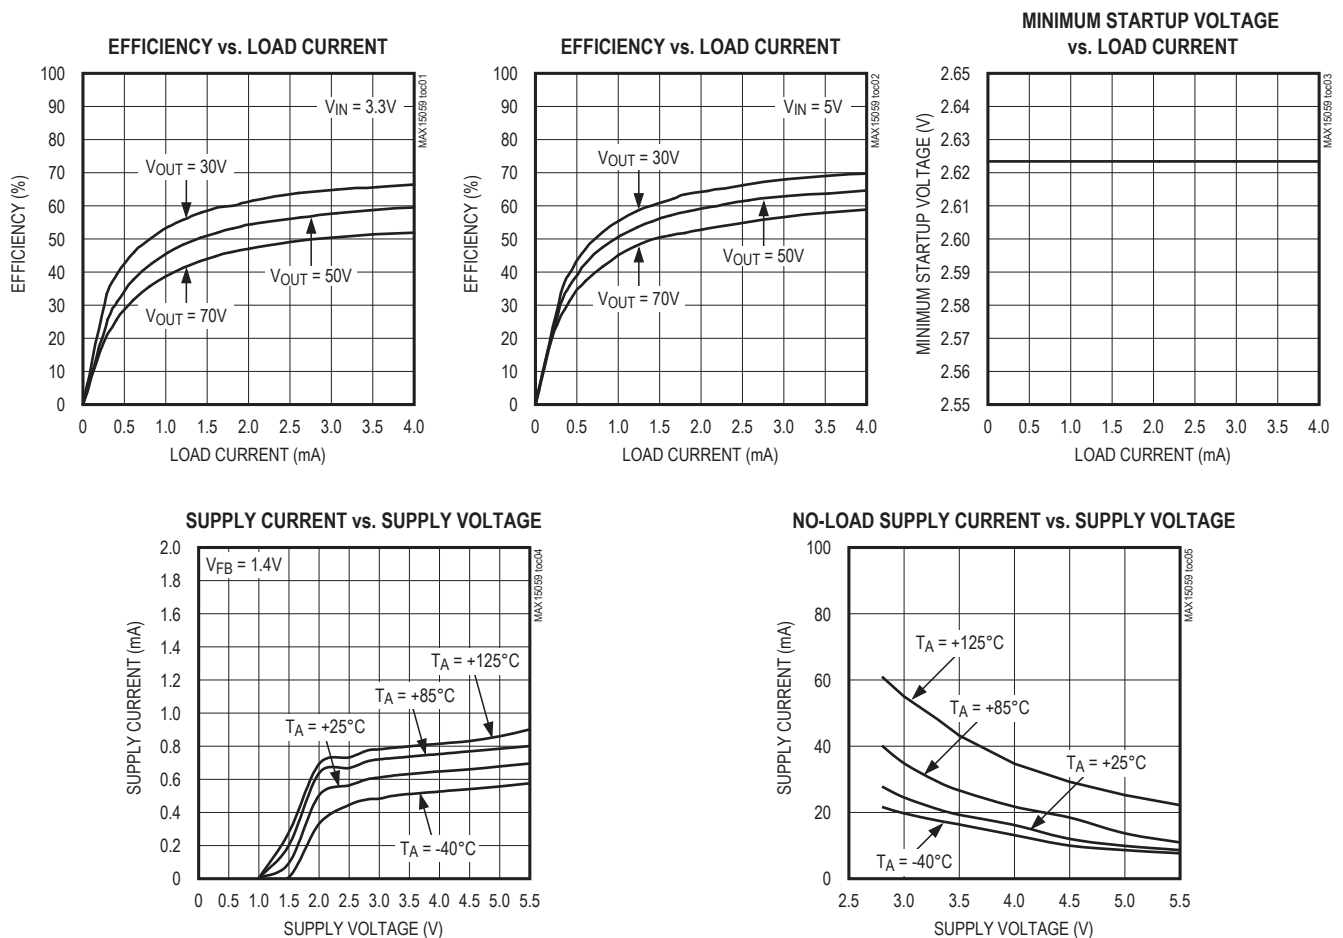 EFFICIENCY vs. LOAD CURRENT
100
90
80
70
60
50
40
30
20
10
0
EFFICIENCY (%)
VIN = 3.3V
VOUT = 30V
VOUT = 50V
VOUT = 70V
MAX15059 toc01
0 0.5 1.0 1.5 2.0 2.5 3.0 3.5 4.0
LOAD CURRENT (mA)
EFFICIENCY vs. LOAD CURRENT
100
90
80
70
60
50
40
30
20
10
0
EFFICIENCY (%)
VIN = 5V
VOUT = 30V
VOUT = 50V
VOUT = 70V
MAX15059 toc02
0 0.5 1.0 1.5 2.0 2.5 3.0 3.5 4.0
LOAD CURRENT (mA)
MINIMUM STARTUP VOLTAGE
vs. LOAD CURRENT
2.65
2.64
2.63
2.62
2.61
2.60
2.59
2.58
2.57
2.56
2.55
MINIMUM STARTUP VOLTAGE (V)
MAX15059 toc03
0 0.5 1.0 1.5 2.0 2.5 3.0 3.5 4.0
LOAD CURRENT (mA)
SUPPLY CURRENT vs. SUPPLY VOLTAGE
2.0
1.8
1.6
1.4
1.2
1.0
0.8
0.6
0.4
0.2
0
SUPPLY CURRENT (mA)
VFB = 1.4V
TA = +125°C
TA = +85°C
TA = +25°C
TA = -40°C
MAX15059 toc04
0 0.5 1.0 1.5 2.0 2.5 3.0 3.5 4.0 4.5 5.0 5.5
SUPPLY VOLTAGE (V)
NO-LOAD SUPPLY CURRENT vs. SUPPLY VOLTAGE
100
80
60
40
20
0
SUPPLY CURRENT (mA)
TA = +125°C
TA = +85°C
TA = +25°C
TA = -40°C
MAX15059 toc05
2.5 3.0 3.5 4.0 4.5 5.0 5.5
SUPPLY VOLTAGE (V)